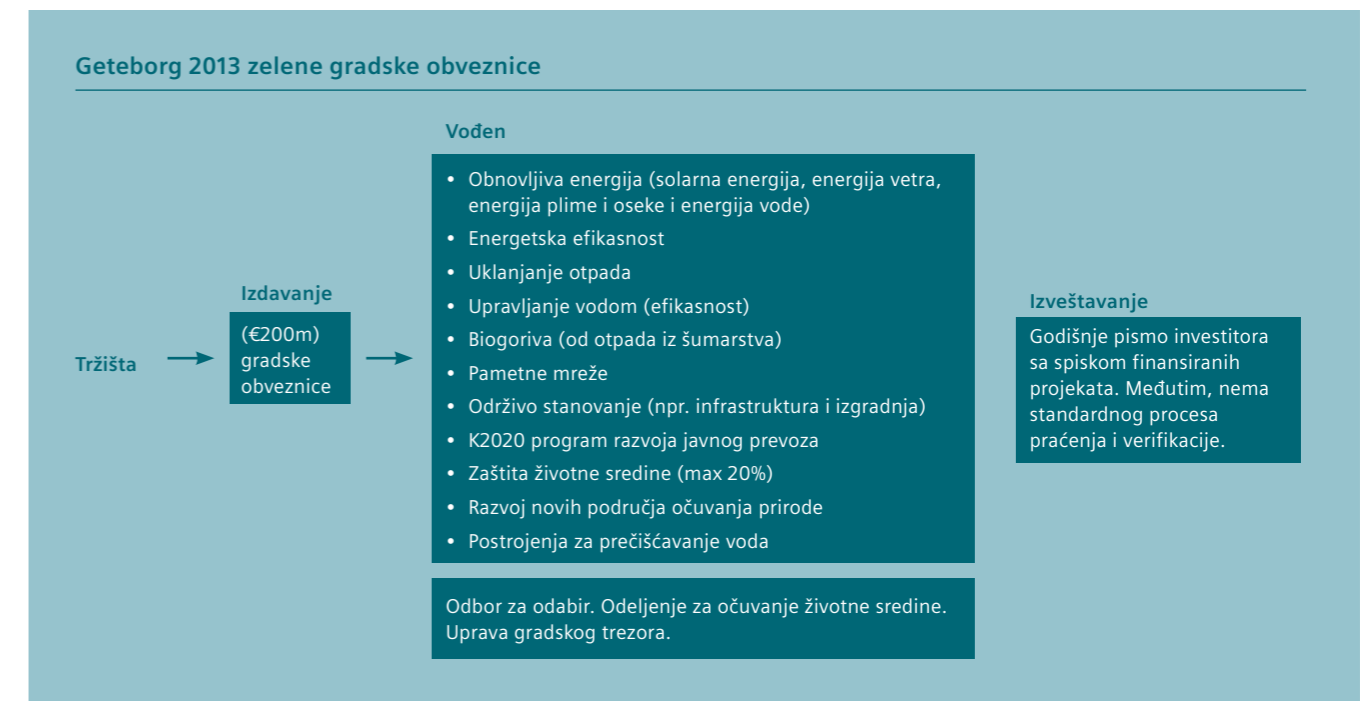 Geteborg 2013 zelene gradske obveznice
Tržišta
Izdavanje
(€200m)
gradske
obveznice
Vođen
• Obnovljiva energija (solarna energija, energija vetra,
energija plime i oseke i energija vode)
• Energetska efikasnost
• Uklanjanje otpada
• Upravljanje vodom (efikasnost)
• Biogoriva (od otpada iz šumarstva)
• Pametne mreže
• Održivo stanovanje (npr. infrastruktura i izgradnja)
• K2020 program razvoja javnog prevoza
• Zaštita životne sredine (max 20%)
• Razvoj novih područja očuvanja prirode
• Postrojenja za prečišćavanje voda
Odbor za odabir. Odeljenje za očuvanje životne sredine.
Uprava gradskog trezora.
Izveštavanje
Godišnje pismo investitora
sa spiskom finansiranih
projekata. Međutim, nema
standardnog procesa
praćenja i verifikacije.